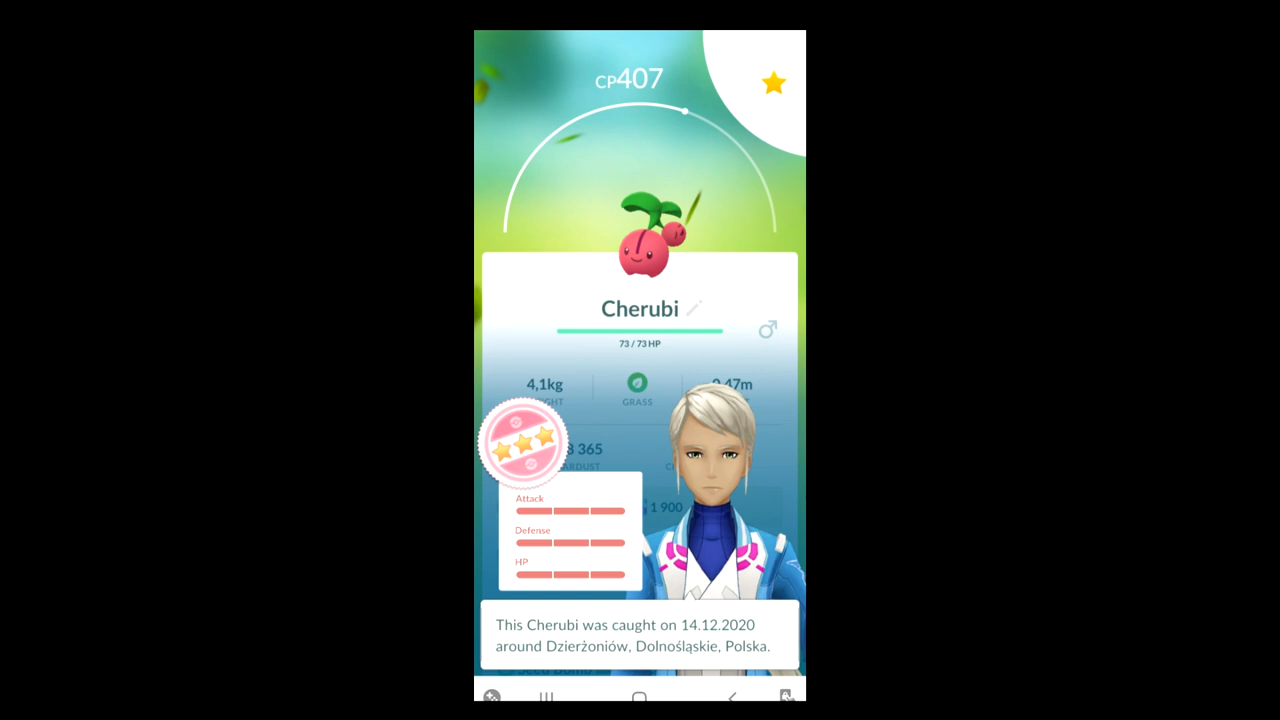 CP407
Cherubi
73 / 73 HP
4,1kg
GRASS
47m
365
1 900
Attack
Defense
HP
This Cherubi was caught on 14.12.2020
around Dzierżoniów, Dolnośląskie, Polska.